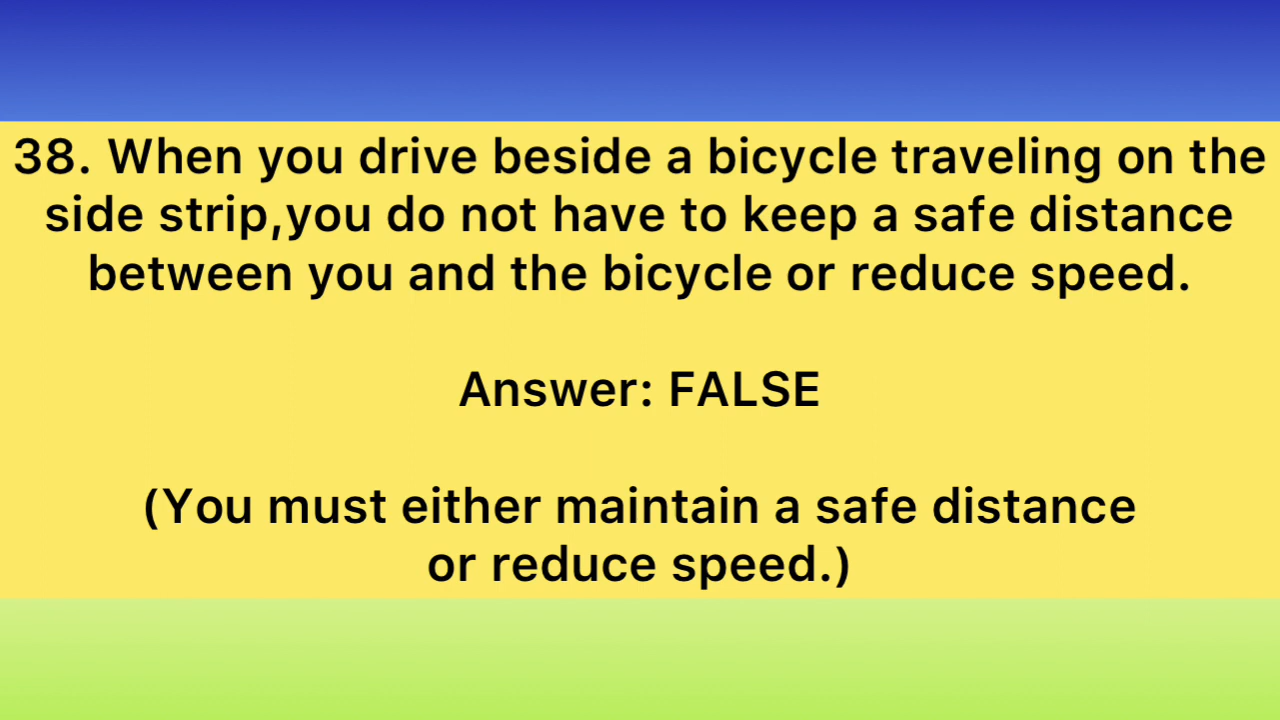 38. When you drive beside a bicycle traveling on the
side strip,you do not have to keep a safe distance
between you and the bicycle or reduce speed.
Answer: FALSE
(You must either maintain a safe distance
or reduce speed.)